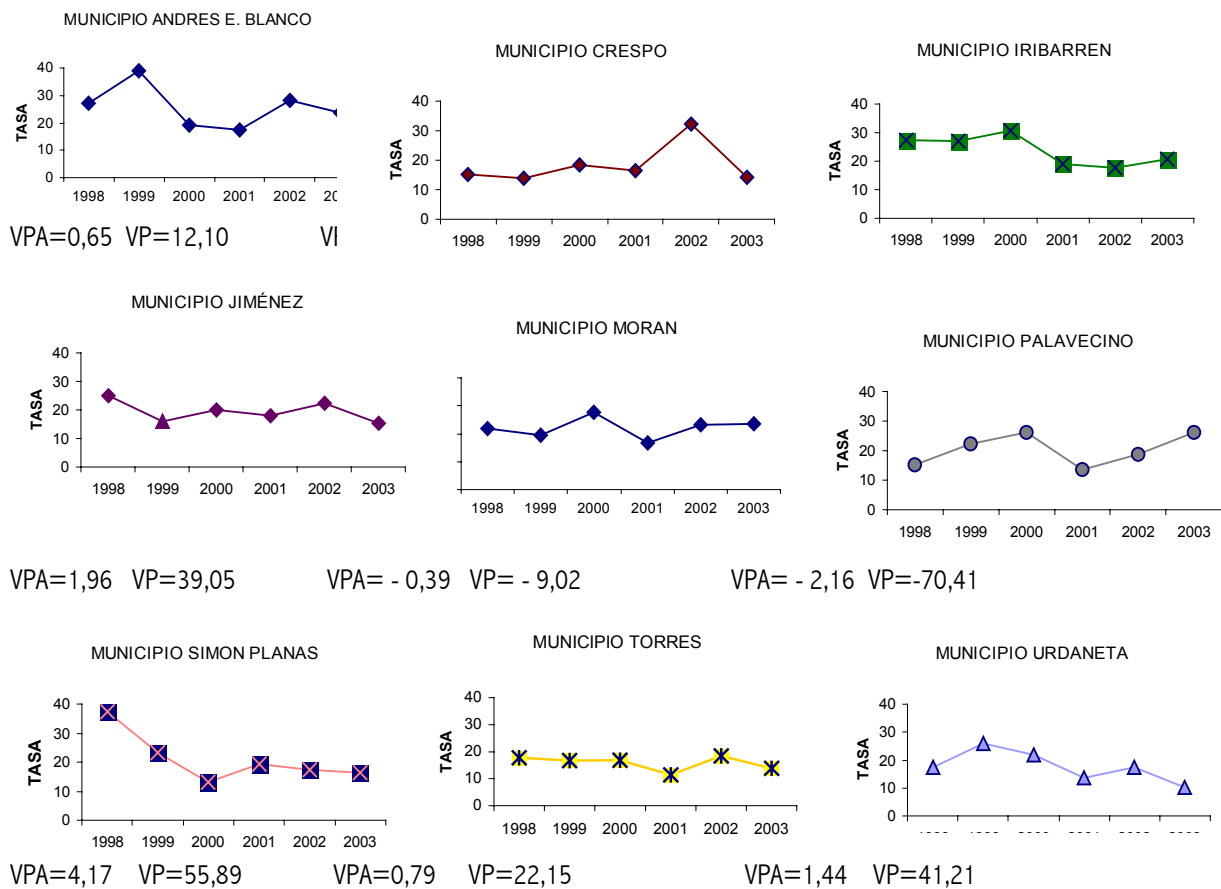 MUNICIPIO ANDRES E. BLANCO
TASA
40
30
20
10
0
1998 1999 2000 2001 2002 20
VPA=0,65 VP=12,10
MUNICIPIO CRESPO
TASA
40
30
20
10
0
1998 1999 2000 2001 2002 2003
MUNICIPIO IRIBARREN
TASA
40
30
20
10
0
1998 1999 2000 2001 2002 2003
MUNICIPIO JIMÉNEZ
TASA
40
30
20
10
0
1998 1999 2000 2001 2002 2003
MUNICIPIO MORAN
1998 1999 2000 2001 2002 2003
MUNICIPIO PALAVECINO
TASA
40
30
20
10
0
1998 1999 2000 2001 2002 2003
VPA=1,96 VP=39,05 VPA= - 0,39 VP= - 9,02 VPA= - 2,16 VP=-70,41
MUNICIPIO SIMON PLANAS
TASA
40
30
20
10
0
1998 1999 2000 2001 2002 2003
MUNICIPIO TORRES
TASA
40
30
20
10
0
1998 1999 2000 2001 2002 2003
MUNICIPIO URDANETA
TASA
40
30
20
10
0
VPA=4,17 VP=55,89 VPA=0,79 VP=22,15 VPA=1,44 VP=41,21